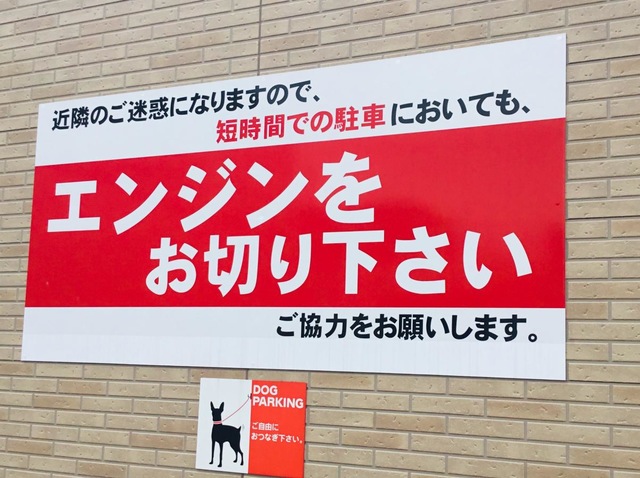 近隣のご迷惑になりますので、
短時間での駐車においても、
エンジンを
お切り下さい
ご協力をお願いします。
DOG
PARKING
ご自由に
おつなぎ下さい。